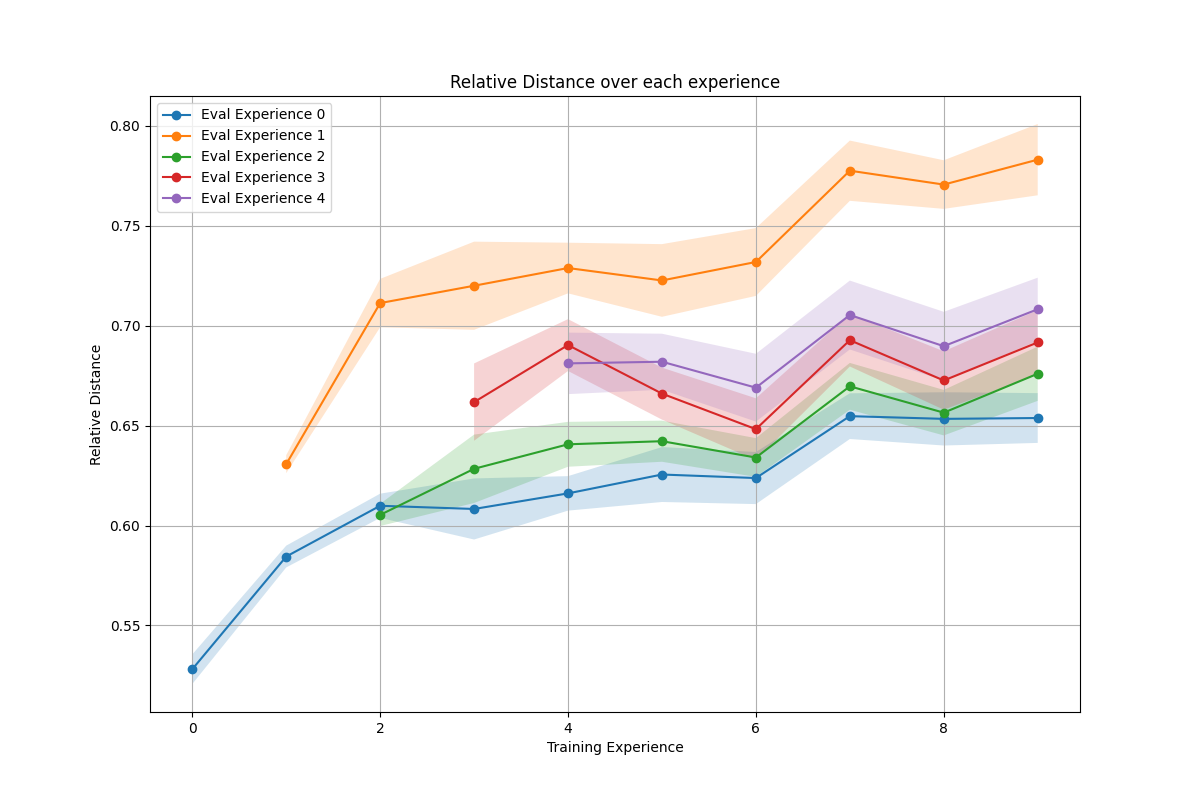 Relative Distance over each experience
Eval Experience 0
Eval Experience 1
Eval Experience 2
Eval Experience 3
Eval Experience 4
0.80
0.75
0.70
0.65
0.60
0.55
Relative Distance
0
2
4
6
8
Training Experience